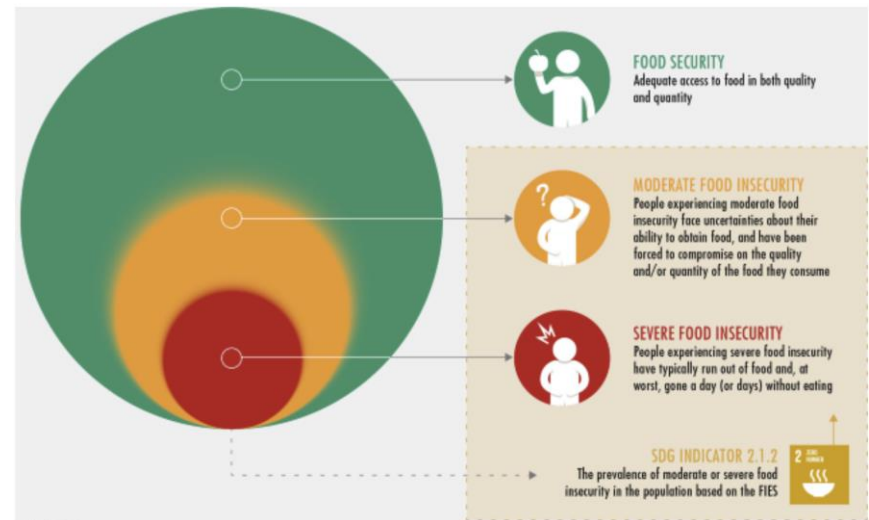 FOOD SECURITY
Adequate access to food in both quality
and quantity
?
MODERATE FOOD INSECURITY
People experiencing moderate food
insecurity face uncertainties about their
ability to obtain food, and have been
forced to compromise on the quality
and/or quantity of the food they consume
SEVERE FOOD INSECURITY
People experiencing severe food insecurity
have typically run out of food and, at
worst, gone a day (or days) without eating
SDG INDICATOR 2.1.2
The prevalence of moderate or severe food
insecurity in the population based on the FIES
2 ZERO
HUNGER